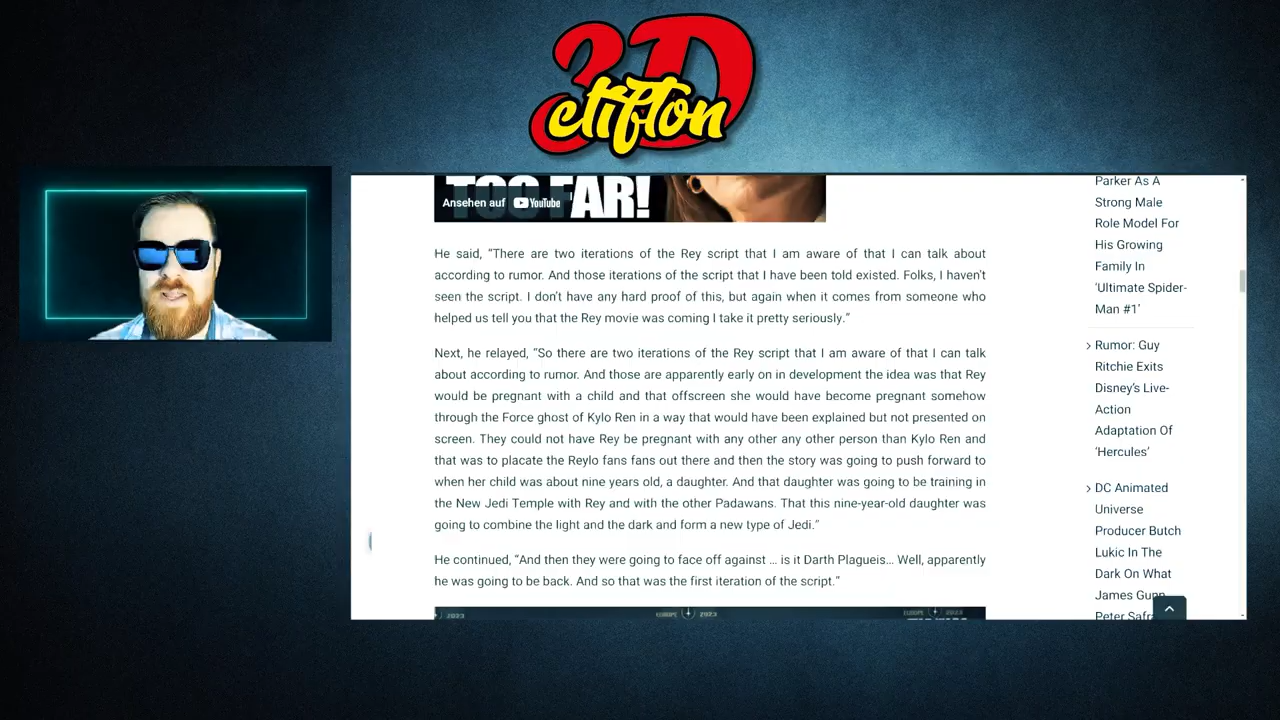 3D
clifton
TOO FAR!
Ansehen auf YouTube
He said, “There are two iterations of the Rey script that I am aware of that I can talk about
according to rumor. And those iterations of the script that I have been told existed. Folks, I haven’t
seen the script. I don’t have any hard proof of this, but again when it comes from someone who
helped us tell you that the Rey movie was coming I take it pretty seriously.”
Next, he relayed, “So there are two iterations of the Rey script that I am aware of that I can talk
about according to rumor. And those are apparently early on in development the idea was that Rey
would be pregnant with a child and that offscreen she would have become pregnant somehow
through the Force ghost of Kylo Ren in a way that would have been explained but not presented on
screen. They could not have Rey be pregnant with any other any other person than Kylo Ren and
that was to placate the Reylo fans fans out there and then the story was going to push forward to
when her child was about nine years old, a daughter. And that daughter was going to be training in
the New Jedi Temple with Rey and with the other Padawans. That this nine-year-old daughter was
going to combine the light and the dark and form a new type of Jedi.”
He continued, “And then they were going to face off against … is it Darth Plagueis… Well, apparently
he was going to be back. And so that was the first iteration of the script.”
2023
EUROPE 2023
EUROPE 2023
Parker As A
Strong Male
Role Model For
His Growing
Family In
‘Ultimate Spider-
Man #1’
Rumor: Guy
Ritchie Exits
Disney’s Live-
Action
Adaptation Of
‘Hercules’
DC Animated
Universe
Producer Butch
Lukic In The
Dark On What
James Gunn,
Peter Safr